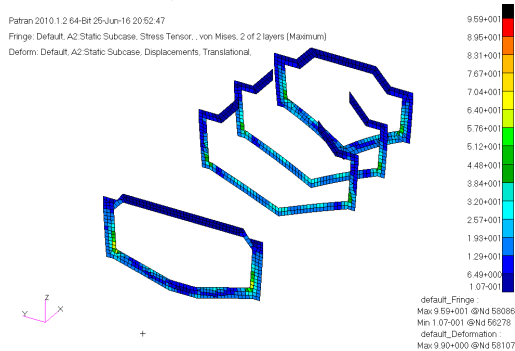 Patran 2010.1.2 64-Bit 25-Jun-16 20:52:47
Fringe: Default, A2:Static Subcase, Stress Tensor, , von Mises, 2 of 2 layers (Maximum)
Deform: Default, A2:Static Subcase, Displacements, Translational,
9.59+001
8.95+001
8.31+001
7.67+001
7.04+001
6.40+001
5.76+001
5.12+001
4.48+001
3.84+001
3.20+001
2.57+001
1.93+001
1.29+001
6.49+000
1.07-001
default_Fringe :
Max 9.59+001 @Nd 58086
Min 1.07-001 @Nd 56278
default_Deformation :
Max 9.90+000 @Nd 58107
Z
Y
X